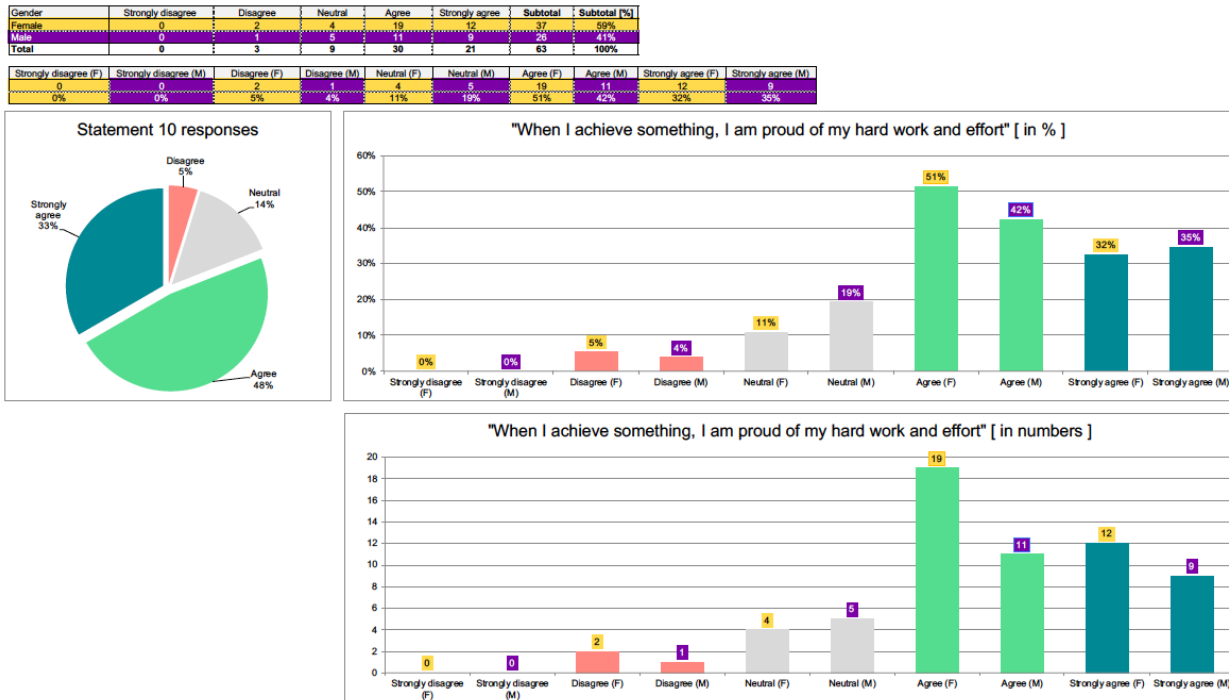 Gender Strongly disagree Disagree Neutral Agree Strongly agree Subtotal Subtotal [%]
Female 0 2 4 19 12 37 59%
Male 0 1 5 11 9 26 41%
Total 0 3 9 30 21 63 100%
Strongly disagree (F) Strongly disagree (M) Disagree (F) Disagree (M) Neutral (F) Neutral (M) Agree (F) Agree (M) Strongly agree (F) Strongly agree (M)
0 0 2 1 4 5 19 11 12 9
0% 0% 5% 4% 11% 19% 51% 42% 32% 35%
Statement 10 responses
Disagree
5%
Neutral
14%
Strongly
agree
33%
Agree
48%
"When I achieve something, I am proud of my hard work and effort" [ in % ]
60%
50%
40%
30%
20%
10%
0%
0% 0% 5% 4% 11% 19% 51% 42% 32% 35%
Strongly disagree (F) Strongly disagree (M) Disagree (F) Disagree (M) Neutral (F) Neutral (M) Agree (F) Agree (M) Strongly agree (F) Strongly agree (M)
"When I achieve something, I am proud of my hard work and effort" [ in numbers ]
20
18
16
14
12
10
8
6
4
2
0
0 0 2 1 4 5 19 11 12 9
Strongly disagree (F) Strongly disagree (M) Disagree (F) Disagree (M) Neutral (F) Neutral (M) Agree (F) Agree (M) Strongly agree (F) Strongly agree (M)